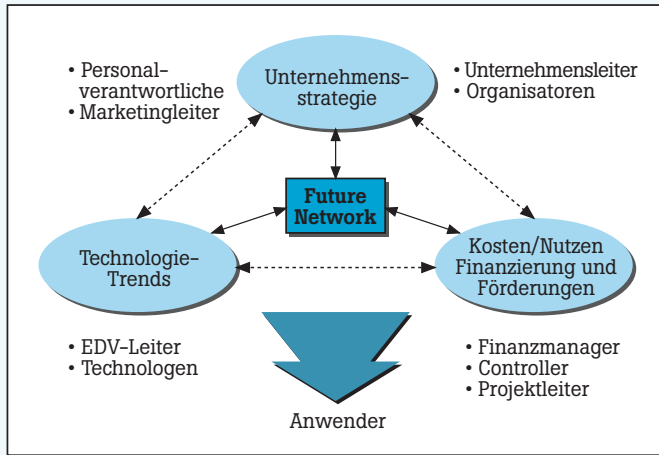 • Personal-
verantwortliche
• Marketingleiter
Unternehmens-
strategie
• Unternehmensleiter
• Organisatoren
Future
Network
Technologie-
Trends
Kosten/Nutzen
Finanzierung und
Förderungen
• EDV-Leiter
• Technologen
• Finanzmanager
• Controller
• Projektleiter
Anwender